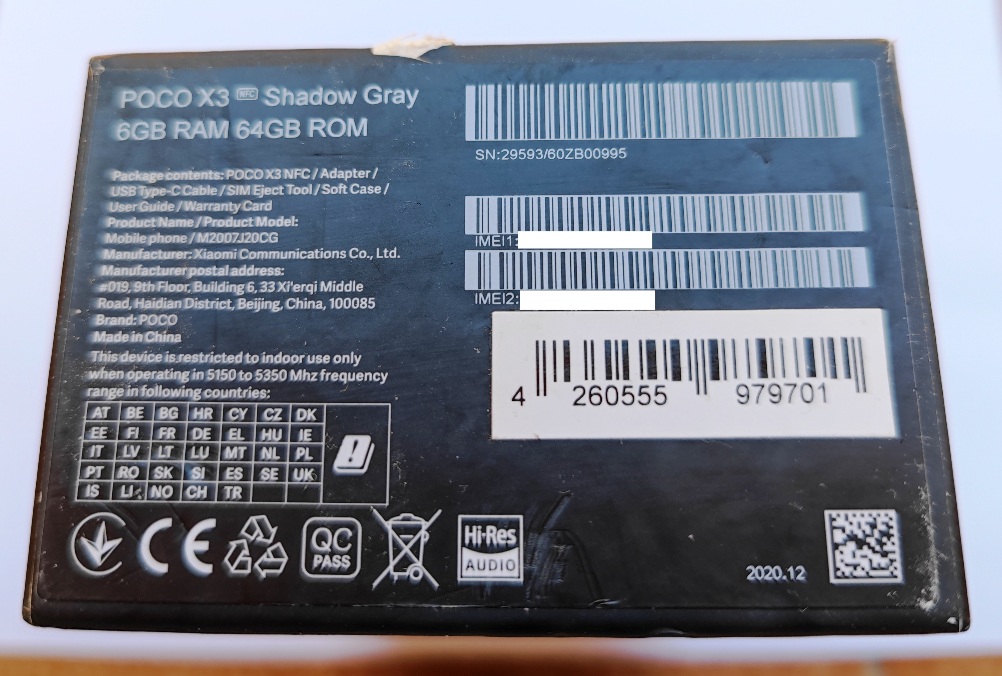 POCO X3 NFC Shadow Gray
6GB RAM 64GB ROM
Package contents: POCO X3 NFC / Adapter /
USB Type-C Cable / SIM Eject Tool / Soft Case /
User Guide / Warranty Card
Product Name / Product Model:
Mobile phone / M2007J20CG
Manufacturer: Xiaomi Communications Co., Ltd.
Manufacturer postal address:
#019, 9th Floor, Building 6, 33 Xi'erqi Middle
Road, Haidian District, Beijing, China, 100085
Brand: POCO
Made in China
This device is restricted to indoor use only
when operating in 5150 to 5350 Mhz frequency
range in following countries:
AT BE BG HR CY CZ DK
EE FI FR DE EL HU IE
IT LV LT LU MT NL PL
PT RO SK SI ES SE UK
IS LI NO CH TR
CE
QC
PASS
Hi-Res
AUDIO
SN:29593/60ZB00995
IMEI1:
IMEI2:
4 260555 979701
2020.12